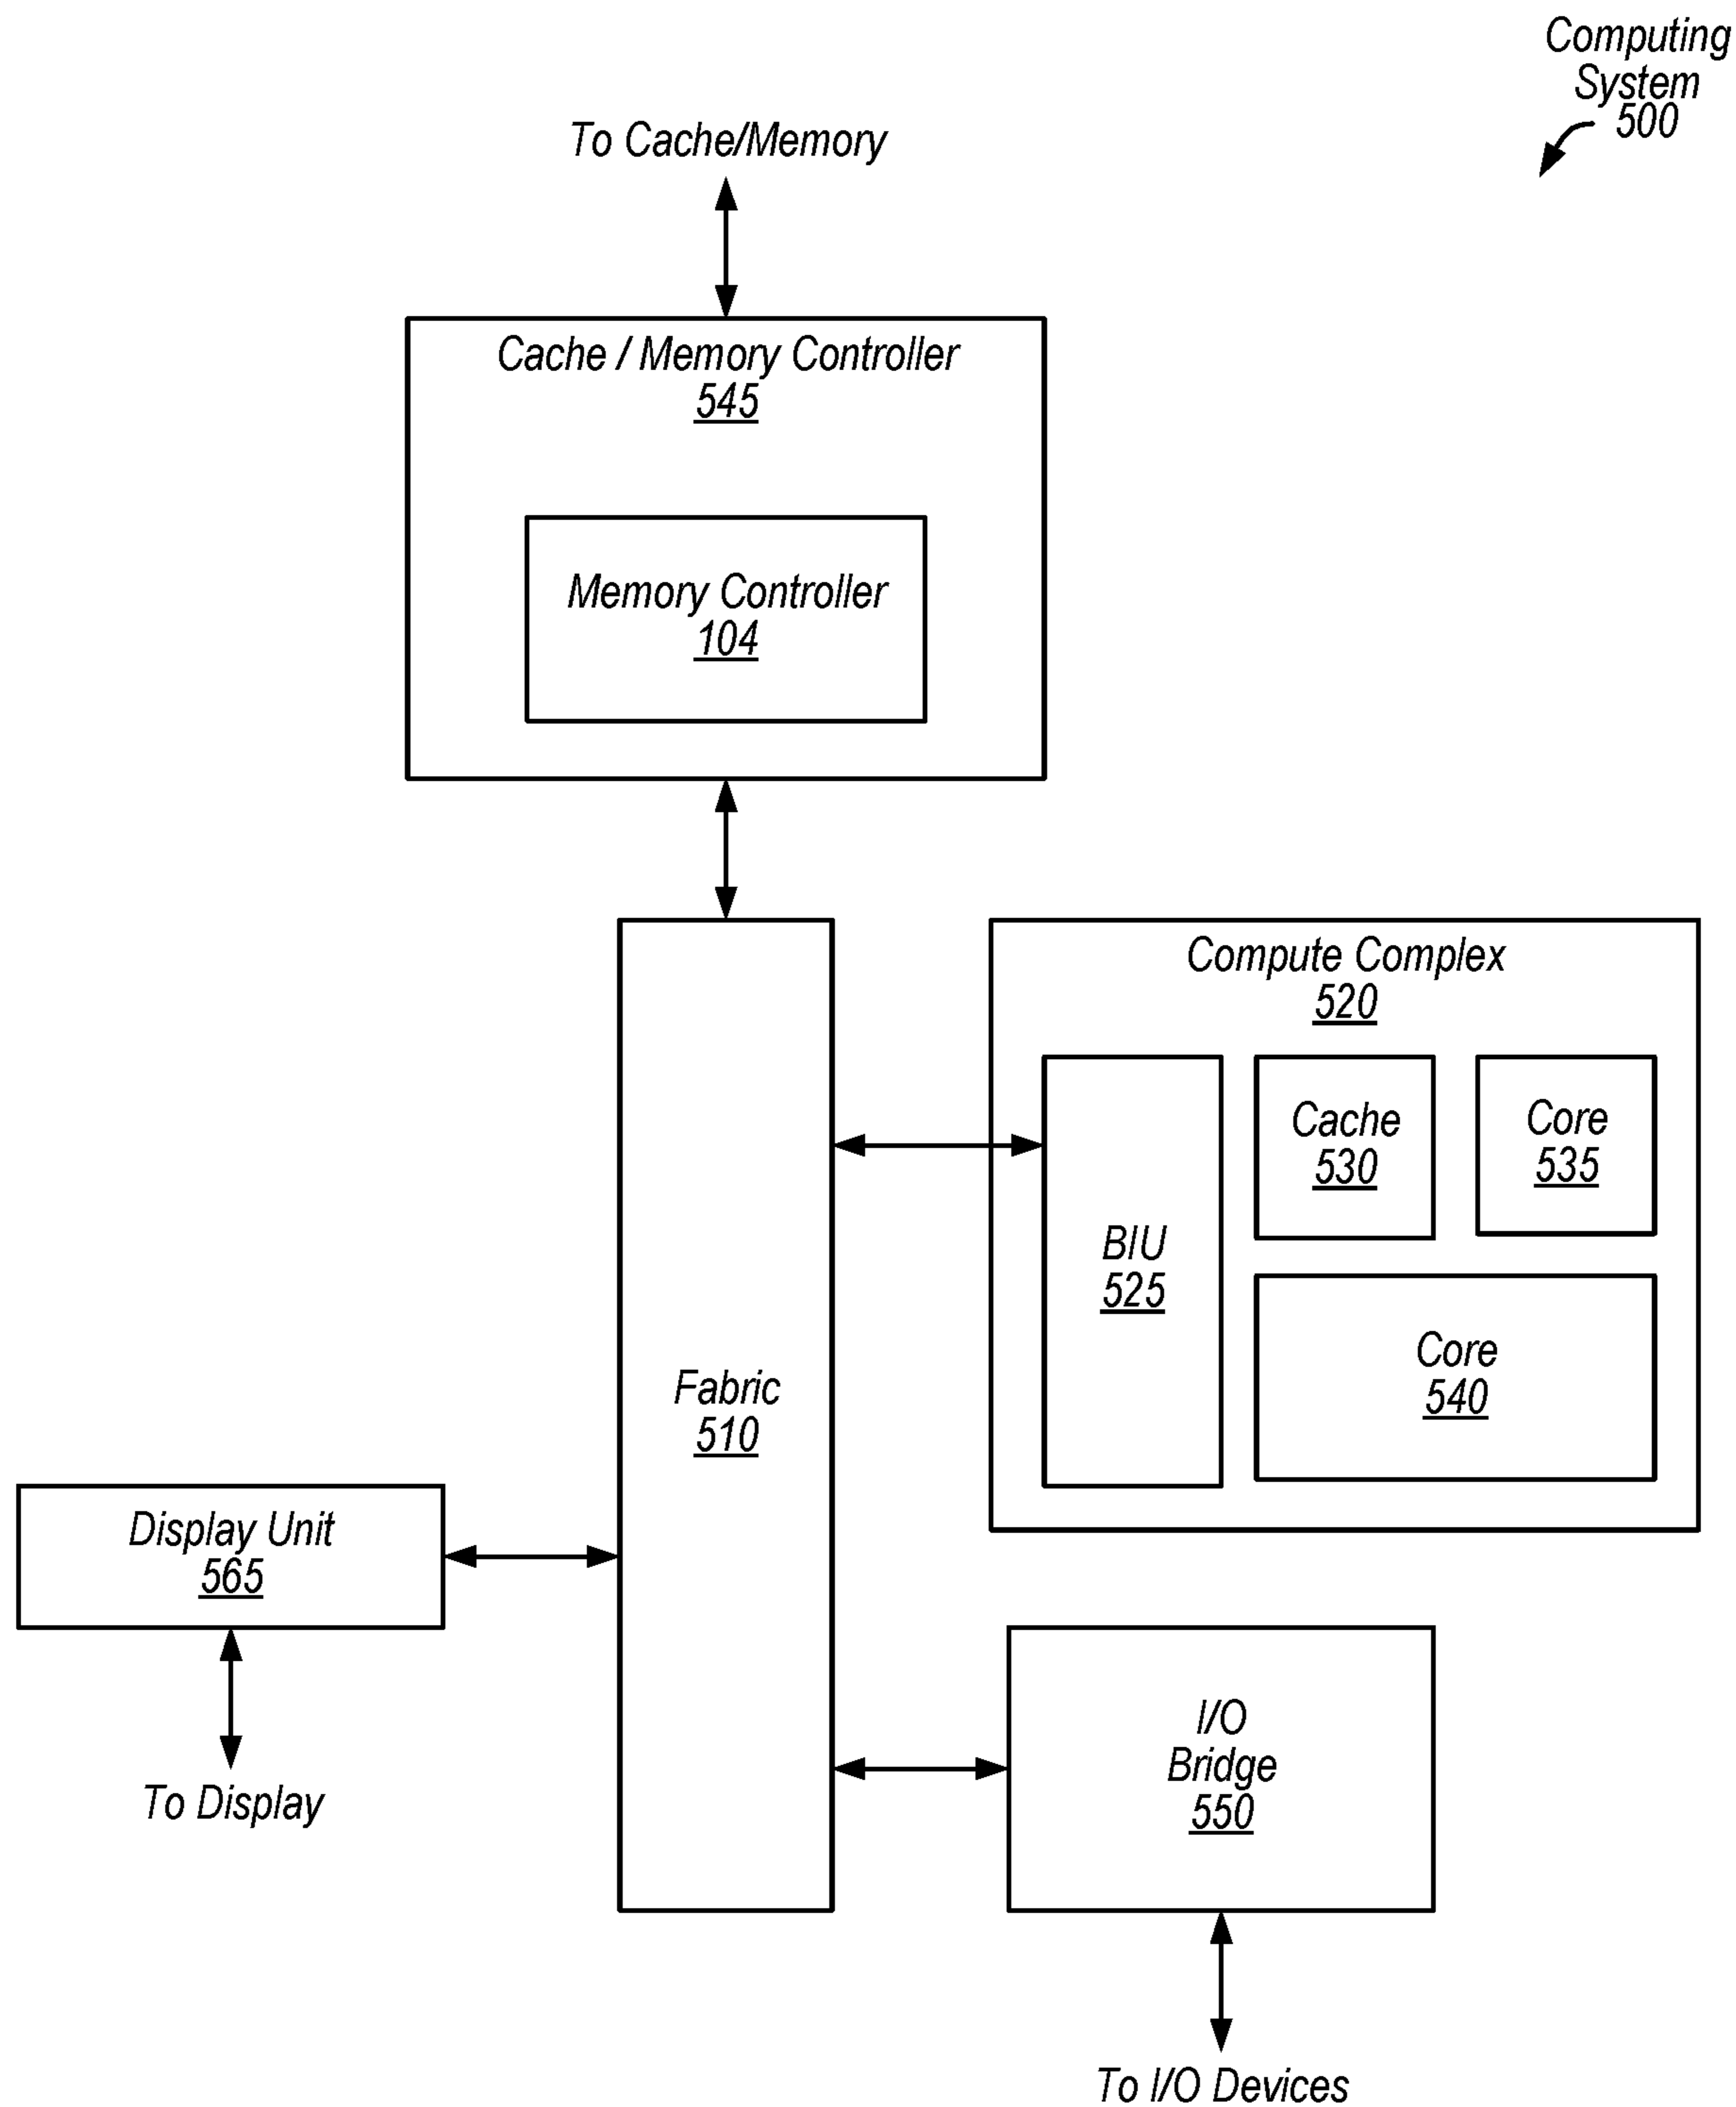 Computing
System
500
To Cache/Memory
Cache / Memory Controller
545
Memory Controller
104
Compute Complex
520
Cache
530
Core
535
BIU
525
Core
540
Fabric
510
Display Unit
565
To Display
I/O
Bridge
550
To I/O Devices